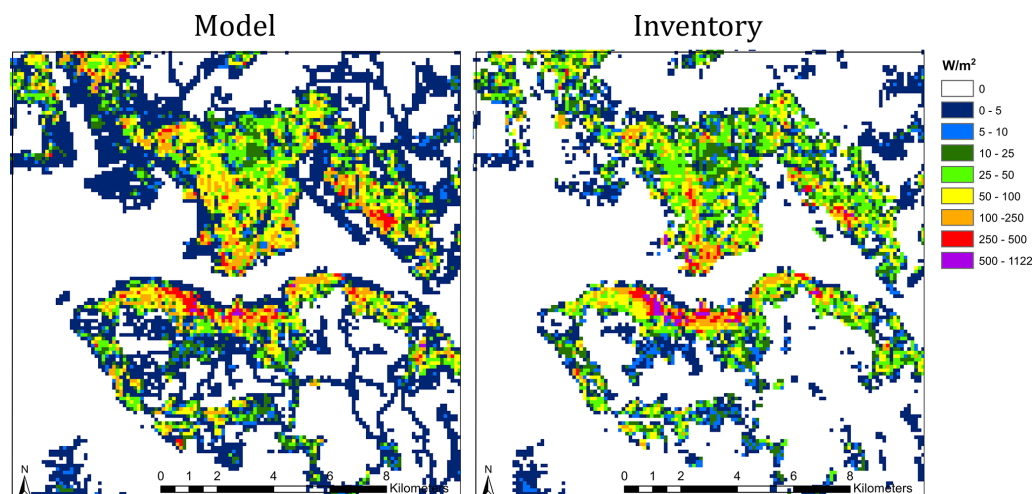 Model
Inventory
W/m²
0
0 - 5
5 - 10
10 - 25
25 - 50
50 - 100
100 -250
250 - 500
500 - 1122
N
0 1 2 4 6 8
Kilometers
N
0 1 2 4 6 8
Kilometers